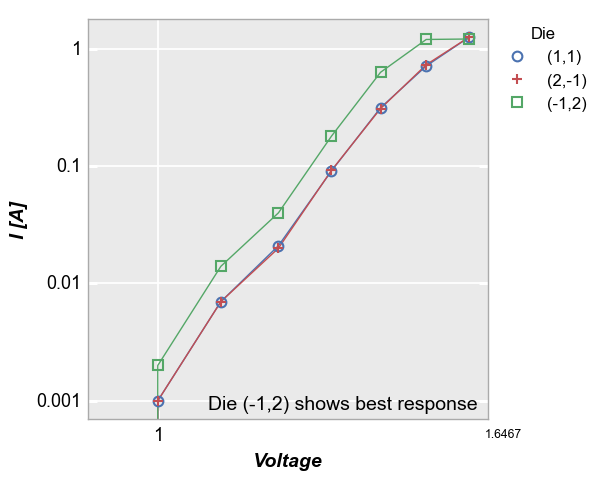 Die
(1,1)
(2,-1)
(-1,2)
1
0.1
0.01
0.001
I [A]
Die (-1,2) shows best response
1
1.6467
Voltage